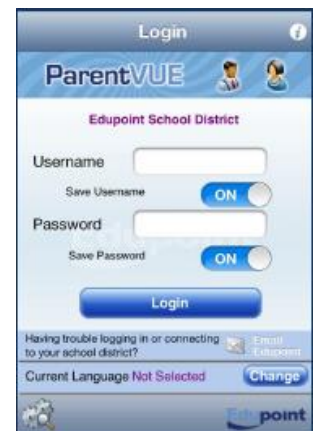 Login
ParentVUE
Edupoint School District
Username
Save Username ON
Password
Save Password ON
Login
Having trouble logging in or connecting
to your school district?
Email
Edupoint
Current Language Not Selected Change
Edupoint